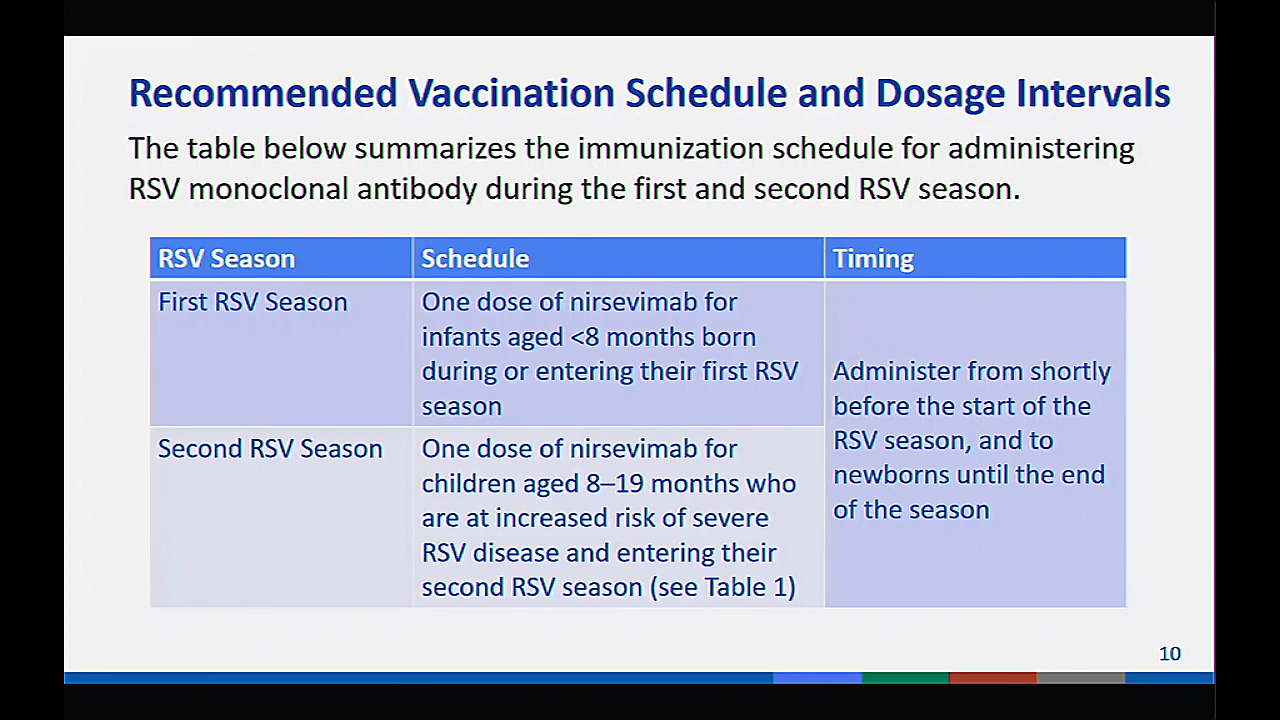 Recommended Vaccination Schedule and Dosage Intervals
The table below summarizes the immunization schedule for administering
RSV monoclonal antibody during the first and second RSV season.
RSV Season
Schedule
Timing
First RSV Season
One dose of nirsevimab for
infants aged <8 months born
during or entering their first RSV
season
Administer from shortly
before the start of the
RSV season, and to
newborns until the end
of the season
Second RSV Season
One dose of nirsevimab for
children aged 8–19 months who
are at increased risk of severe
RSV disease and entering their
second RSV season (see Table 1)
10